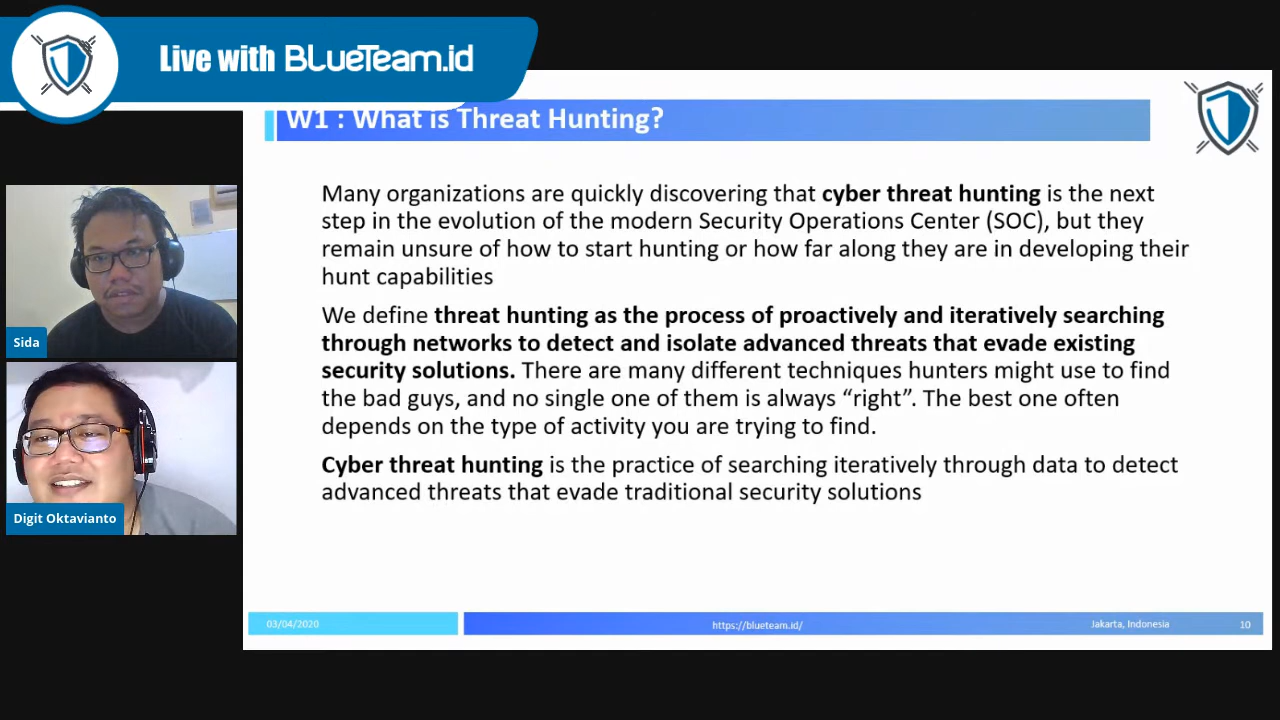 Live with BLueTeam.id
W1 : What is Threat Hunting?
Many organizations are quickly discovering that cyber threat hunting is the next
step in the evolution of the modern Security Operations Center (SOC), but they
remain unsure of how to start hunting or how far along they are in developing their
hunt capabilities
We define threat hunting as the process of proactively and iteratively searching
through networks to detect and isolate advanced threats that evade existing
security solutions. There are many different techniques hunters might use to find
the bad guys, and no single one of them is always “right”. The best one often
depends on the type of activity you are trying to find.
Cyber threat hunting is the practice of searching iteratively through data to detect
advanced threats that evade traditional security solutions
Sida
Digit Oktavianto
03/04/2020
https://blueteam.id/
Jakarta, Indonesia
10